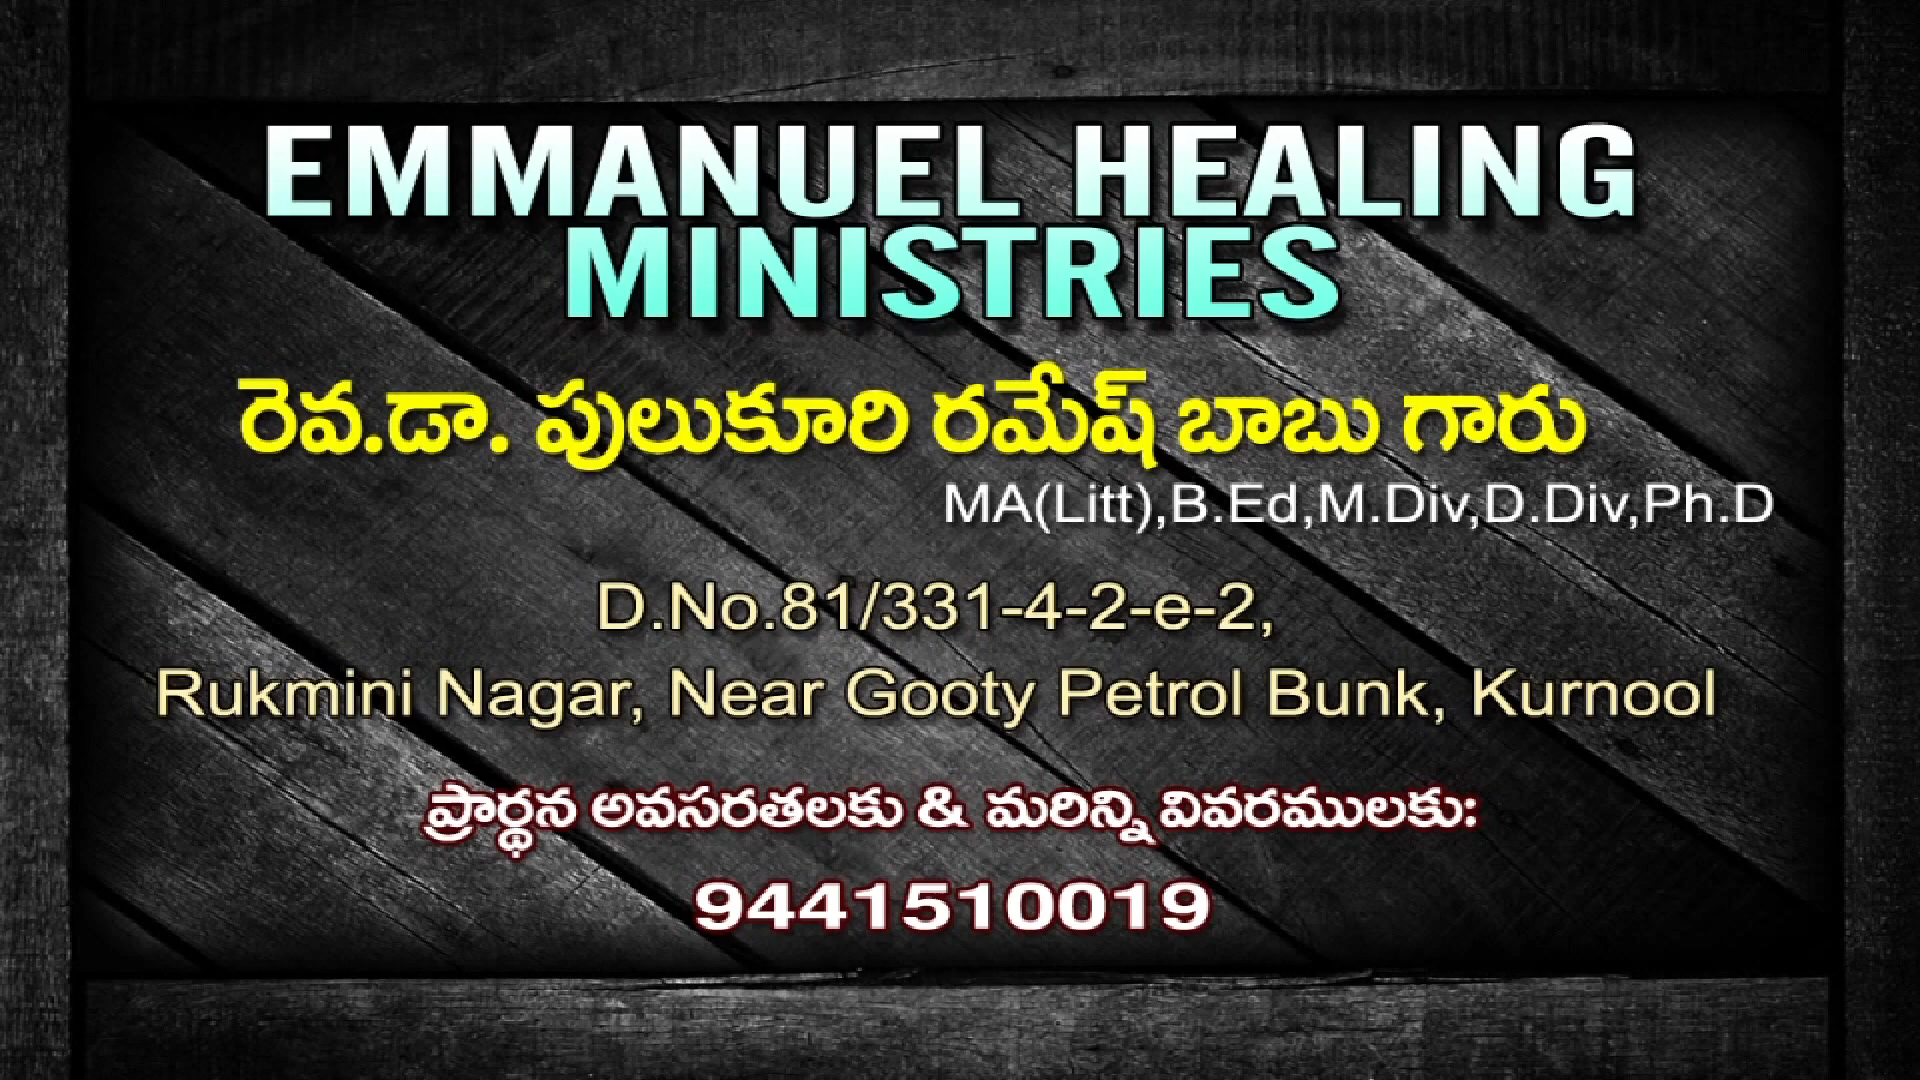 EMMANUEL HEALING
MINISTRIES
రెవ.డా. పులుకూరి రమేష్ బాబు గారు
MA(Litt),B.Ed,M.Div,D.Div,Ph.D
D.No.81/331-4-2-e-2,
Rukmini Nagar, Near Gooty Petrol Bunk, Kurnool
ప్రార్థన అవసరతలకు & మరిన్ని వివరములకు:
9441510019